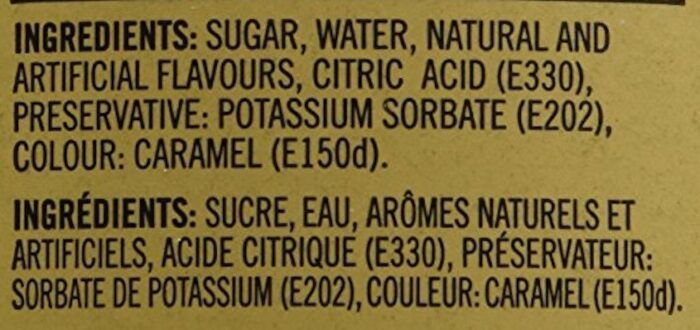 INGREDIENTS: SUGAR, WATER, NATURAL AND
ARTIFICIAL FLAVOURS, CITRIC ACID (E330),
PRESERVATIVE: POTASSIUM SORBATE (E202),
COLOUR: CARAMEL (E150d).
INGRÉDIENTS: SUCRE, EAU, ARÔMES NATURELS ET
ARTIFICIELS, ACIDE CITRIQUE (E330), PRÉSERVATEUR:
SORBATE DE POTASSIUM (E202), COULEUR: CARAMEL (E150d).